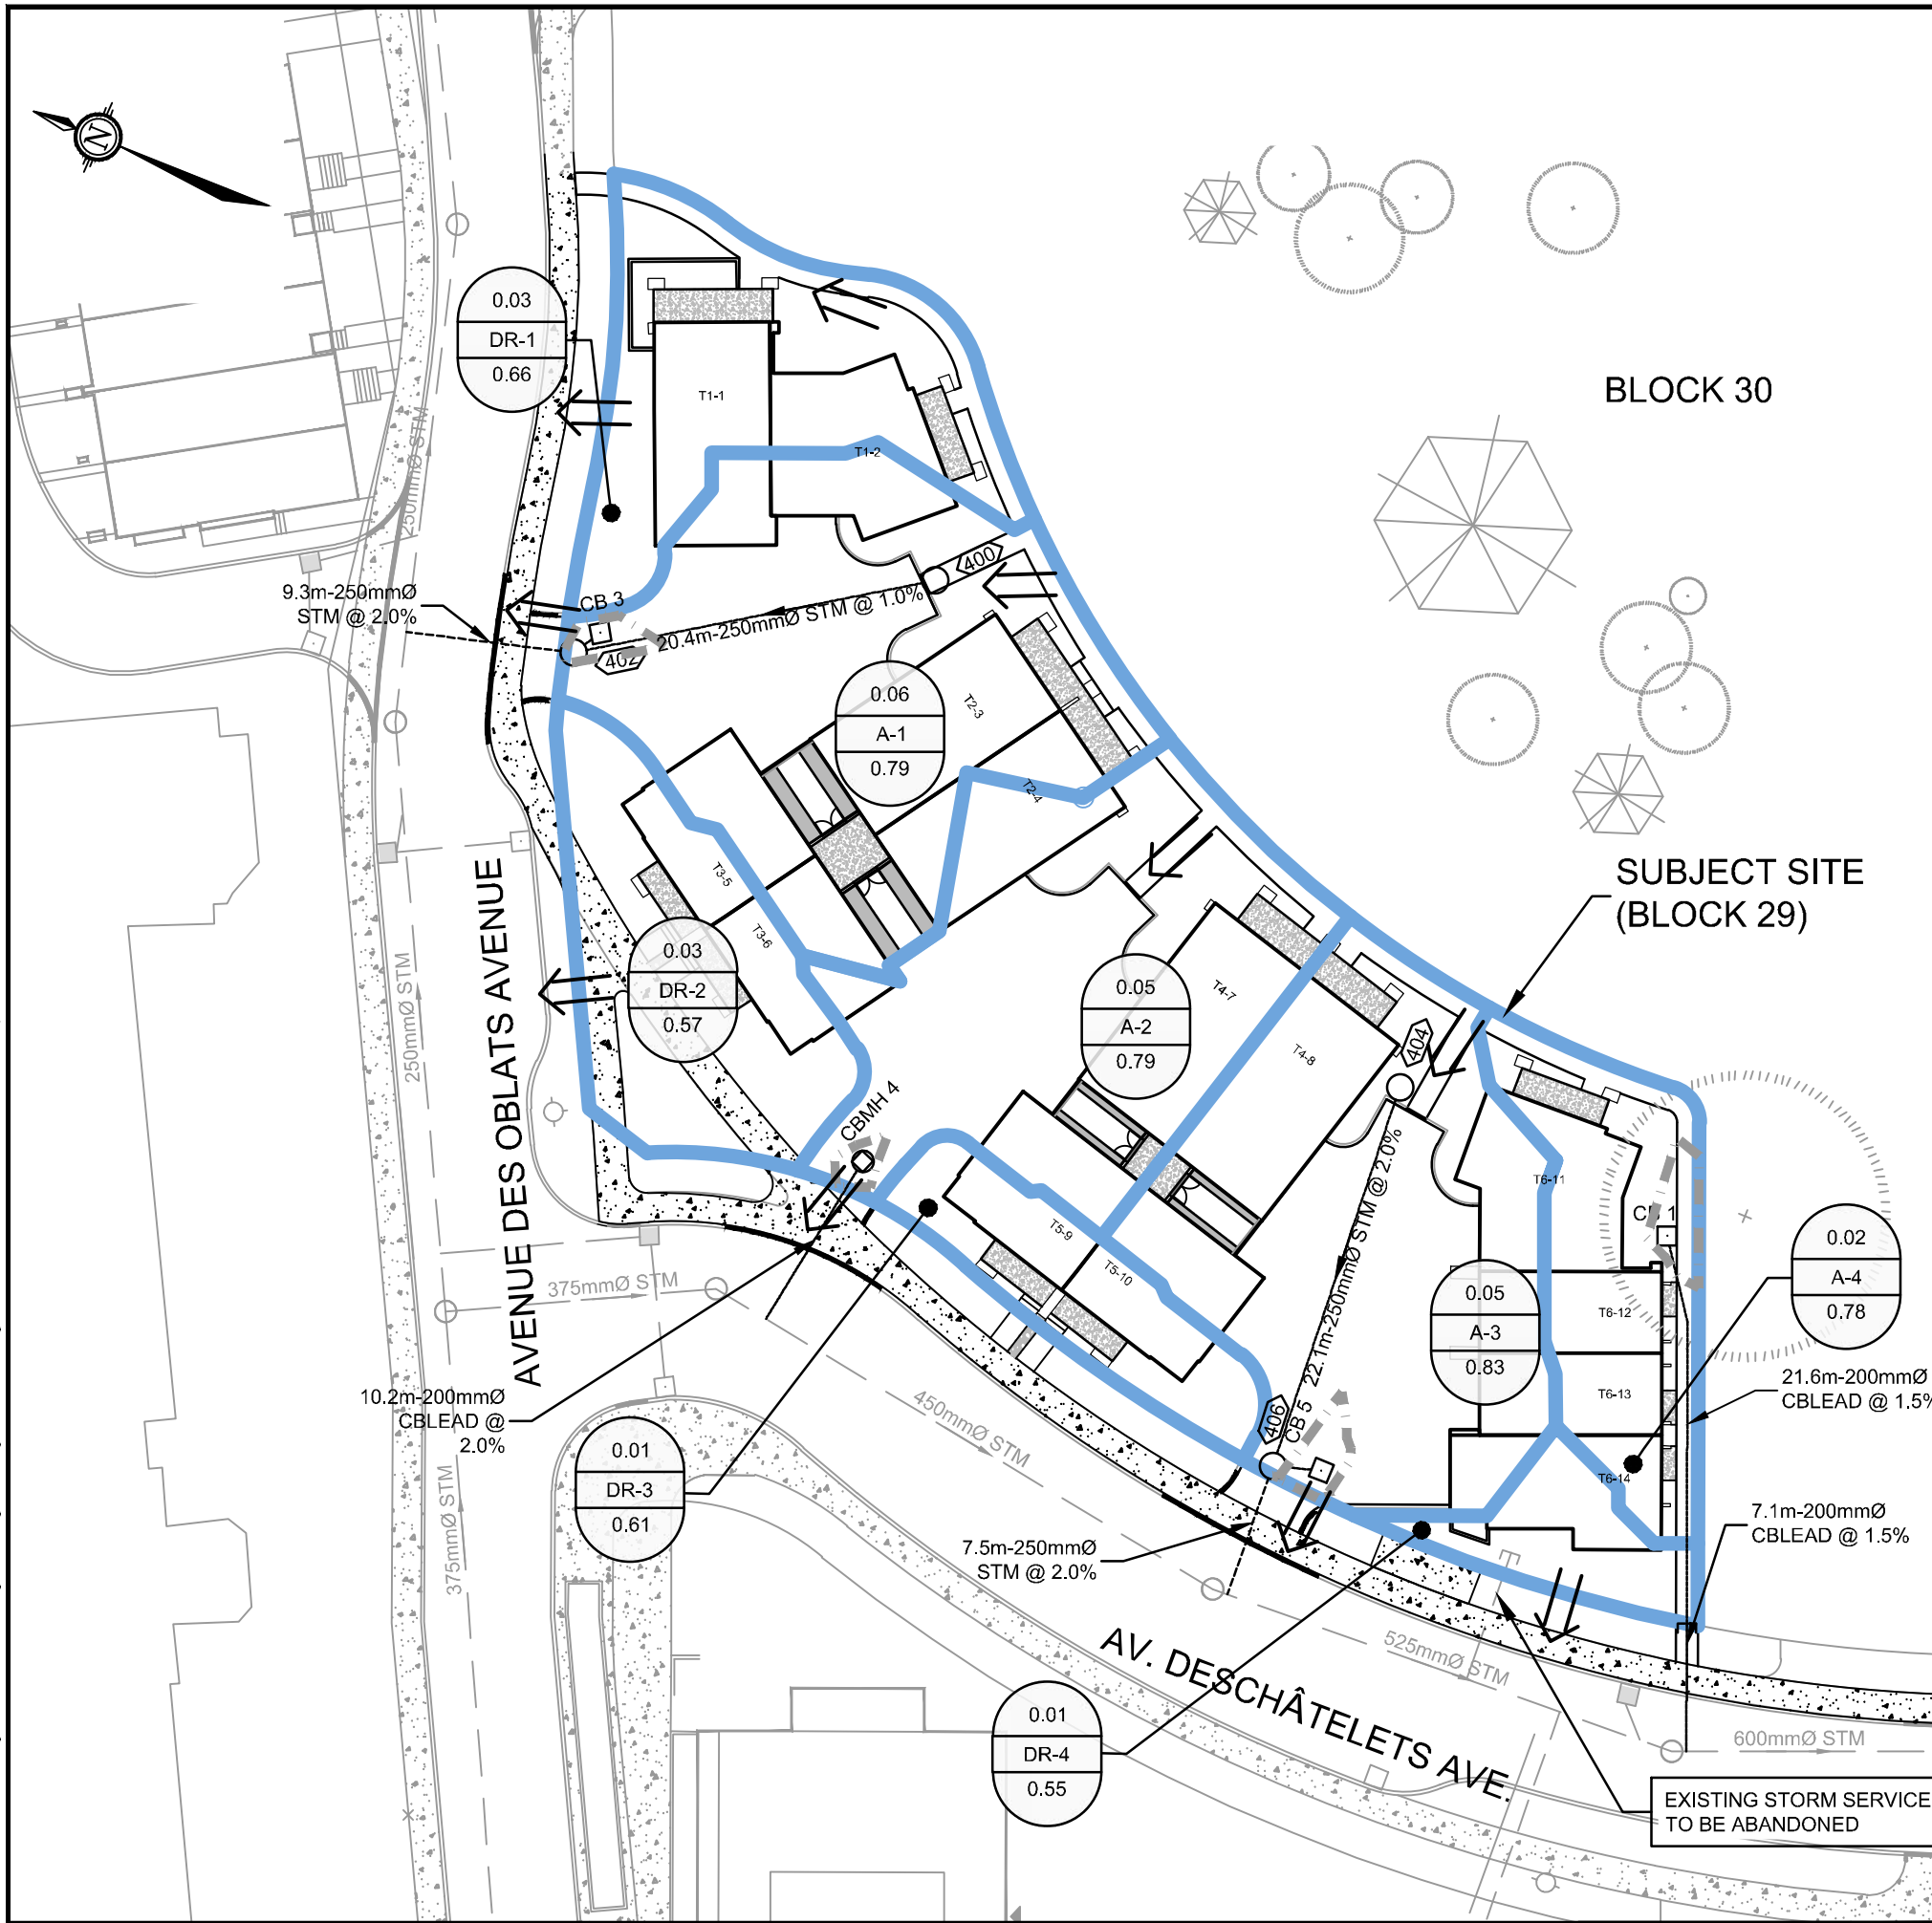 N
BLOCK 30
0.03
DR-1
0.66
T1-1
T1-2
250mmØ STM
9.3m-250mmØ
STM @ 2.0%
CB 3
400
20.4m-250mmØ STM @ 1.0%
402
0.06
A-1
0.79
T2-3
T2-4
T3-5
T3-6
SUBJECT SITE
(BLOCK 29)
AVENUE DES OBLATS AVENUE
250mmØ STM
0.03
DR-2
0.57
0.05
A-2
0.79
T4-7
T4-8
404
CBMH 4
T5-9
T5-10
22.1m-250mmØ STM @ 2.0%
T6-11
CB 1
T6-12
T6-13
T6-14
0.02
A-4
0.78
0.05
A-3
0.83
21.6m-200mmØ
CBLEAD @ 1.5%
375mmØ STM
10.2m-200mmØ
CBLEAD @
2.0%
450mmØ STM
406
CB 5
0.01
DR-3
0.61
375mmØ STM
7.5m-250mmØ
STM @ 2.0%
7.1m-200mmØ
CBLEAD @ 1.5%
AV. DESCHÂTELETS AVE.
525mmØ STM
0.01
DR-4
0.55
600mmØ STM
EXISTING STORM SERVICE
TO BE ABANDONED